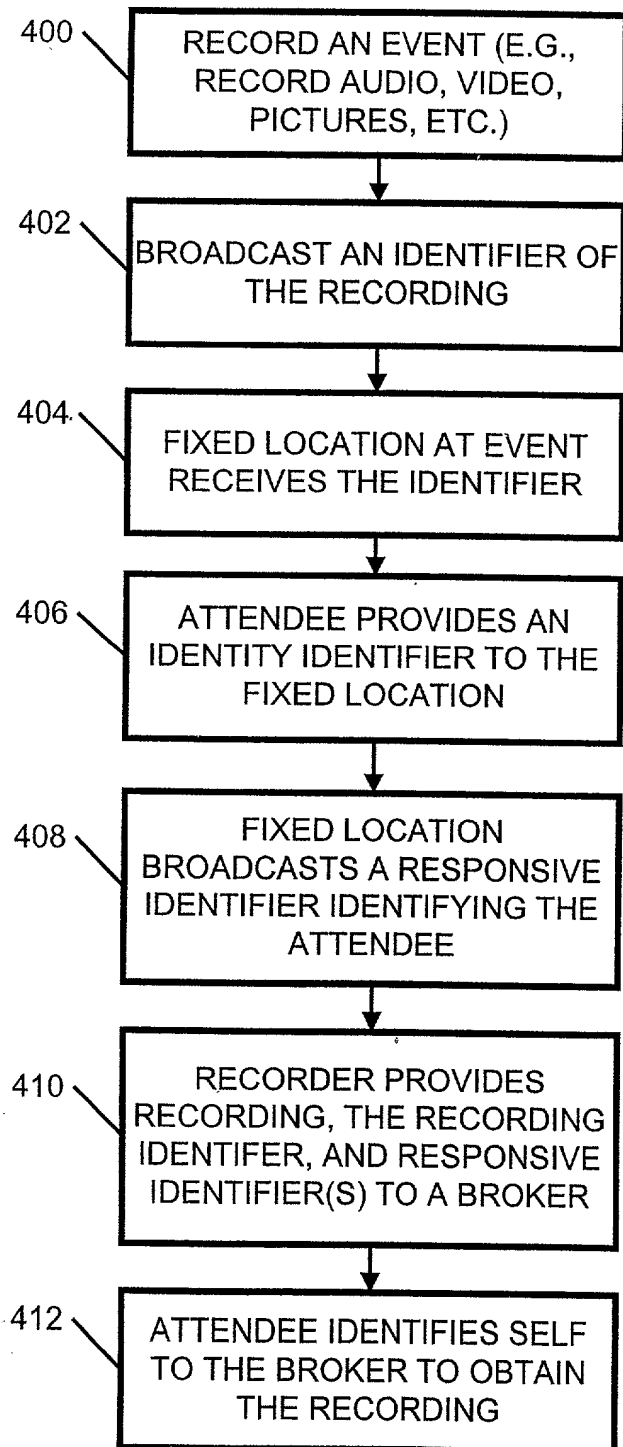 400
RECORD AN EVENT (E.G.,
RECORD AUDIO, VIDEO,
PICTURES, ETC.)
402
BROADCAST AN IDENTIFIER OF
THE RECORDING
404
FIXED LOCATION AT EVENT
RECEIVES THE IDENTIFIER
406
ATTENDEE PROVIDES AN
IDENTITY IDENTIFIER TO THE
FIXED LOCATION
408
FIXED LOCATION
BROADCASTS A RESPONSIVE
IDENTIFIER IDENTIFYING THE
ATTENDEE
410
RECORDER PROVIDES
RECORDING, THE RECORDING
IDENTIFER, AND RESPONSIVE
IDENTIFIER(S) TO A BROKER
412
ATTENDEE IDENTIFIES SELF
TO THE BROKER TO OBTAIN
THE RECORDING